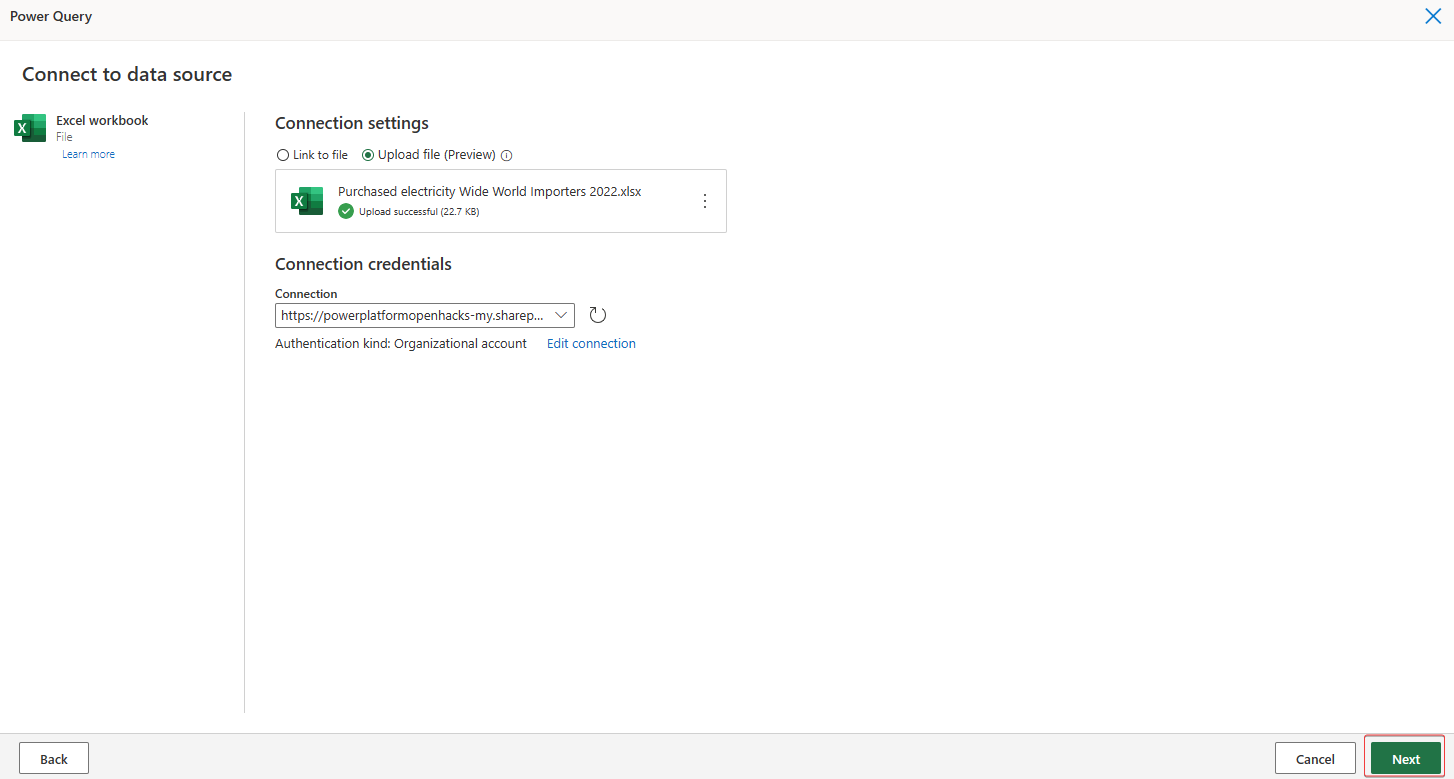 Power Query
Connect to data source
Excel workbook
File
Learn more
Connection settings
Link to file Upload file (Preview)
Purchased electricity Wide World Importers 2022.xlsx
Upload successful (22.7 KB)
Connection credentials
Connection
https://powerplatformopenhacks-my.sharep...
Authentication kind: Organizational account Edit connection
Back Cancel Next